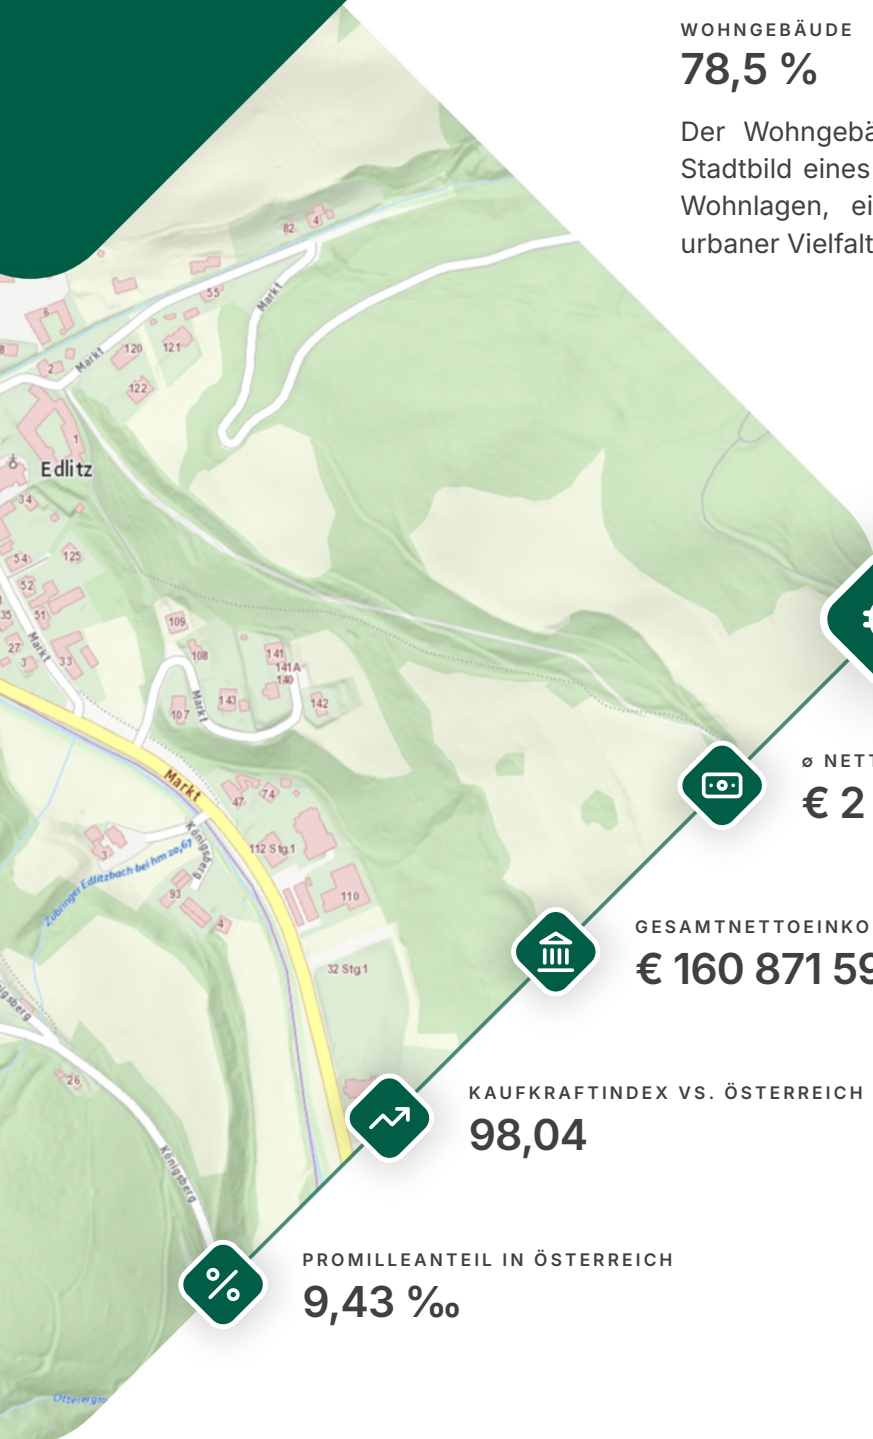 WOHNGEBÄUDE
78,5 %
Der Wohngebä
Stadtbild eines
Wohnlagen, ei
urbaner Vielfalt
82
4
55
Markt
6
8
2
Markt
120
121
122
1
Edlitz
34
54
125
52
35
51
27
3
33
Markt
109
108
141
141A
140
107
Markt
143
142
Markt
47
74
3
Königsberg
112 Stg.1
Zubringer Edlitzbach bei hm 20,67
93
4
110
32 Stg.1
nigsberg
26
Königsberg
ø NETT
€ 2
GESAMTNETTOEINKO
€ 160 871 59
KAUFKRAFTINDEX VS. ÖSTERREICH
98,04
PROMILLEANTEIL IN ÖSTERREICH
9,43 ‰